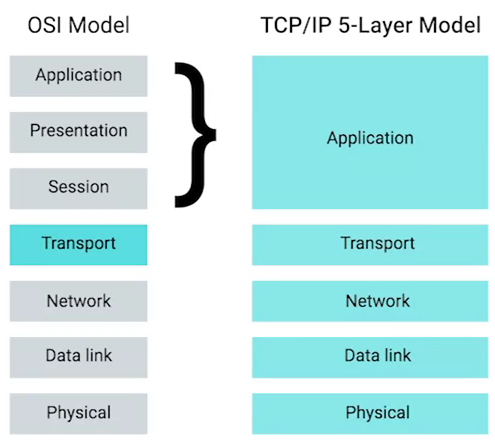 OSI Model
Application
Presentation
Session
Transport
Network
Data link
Physical
TCP/IP 5-Layer Model
Application
Transport
Network
Data link
Physical